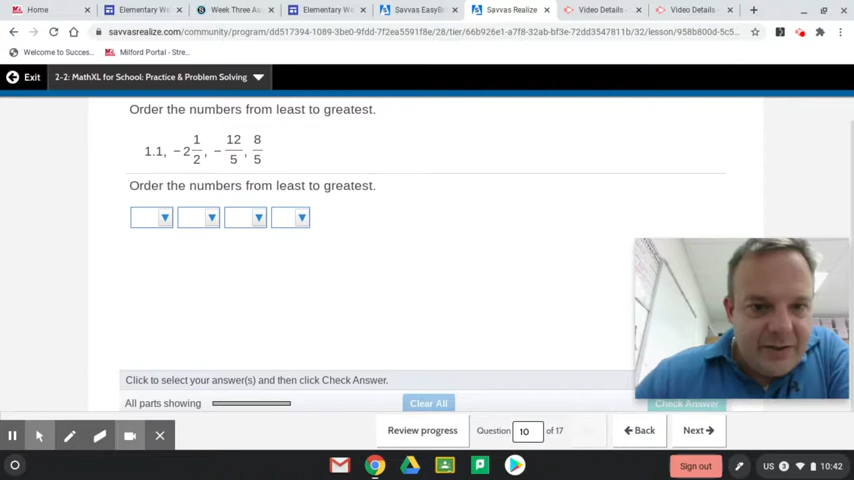 Home
Elementary We
Week Three As
Elementary We
Savvas EasyBr
Savvas Realize
Video Details -
Video Details -
savvasrealize.com/community/program/dd517394-1089-3be0-9fdd-7f2ea5591f8e/28/tier/66b926e1-a7f8-32ab-bf3e-72dd35747811b/32/lesson/958b800d-5c5...
Welcome to Succes...
Milford Portal - Stre...
Exit
2-2: MathXL for School: Practice & Problem Solving
Order the numbers from least to greatest.
1.1, −2 1/2, − 12/5, 8/5
Order the numbers from least to greatest.
Click to select your answer(s) and then click Check Answer.
All parts showing
Clear All
Check Answer
Review progress
Question 10 of 17
Back
Next
Sign out
US
3
10:42